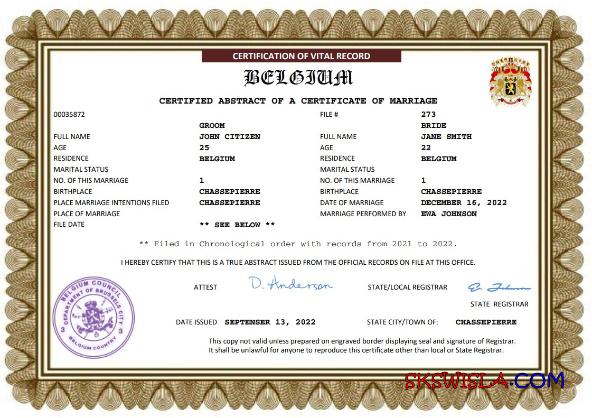 CERTIFICATION OF VITAL RECORD
BELGIUM
CERTIFIED ABSTRACT OF A CERTIFICATE OF MARRIAGE
00035872 FILE # 273
GROOM BRIDE
FULL NAME JOHN CITIZEN FULL NAME JANE SMITH
AGE 25 AGE 22
RESIDENCE BELGIUM RESIDENCE BELGIUM
MARITAL STATUS MARITAL STATUS
NO. OF THIS MARRIAGE 1 NO. OF THIS MARRIAGE 1
BIRTHPLACE CHASSEPIERRE BIRTHPLACE CHASSEPIERRE
PLACE MARRIAGE INTENTIONS FILED CHASSEPIERRE DATE OF MARRIAGE DECEMBER 16, 2022
PLACE OF MARRIAGE MARRIAGE PERFORMED BY EWA JOHNSON
FILE DATE ** SEE BELOW **
** Filed in Chronological order with records from 2021 to 2022.
I HEREBY CERTIFY THAT THIS IS A TRUE ABSTRACT ISSUED FROM THE OFFICIAL RECORDS ON FILE AT THIS OFFICE.
ATTEST D. Anderson STATE/LOCAL REGISTRAR E. Johnson
STATE REGISTRAR
BELGIUM COUNCIL
DEPARTMENT OF BRUSSELS CITY
BELGIUM COUNTRY
DATE ISSUED SEPTENSER 13, 2022 STATE CITY/TOWN OF: CHASSEPIERRE
This copy not valid unless prepared on engraved border displaying seal and signature of Registrar.
It shall be unlawful for anyone to reproduce this certificate other than local or State Registrar.
SKSWISLA.COM